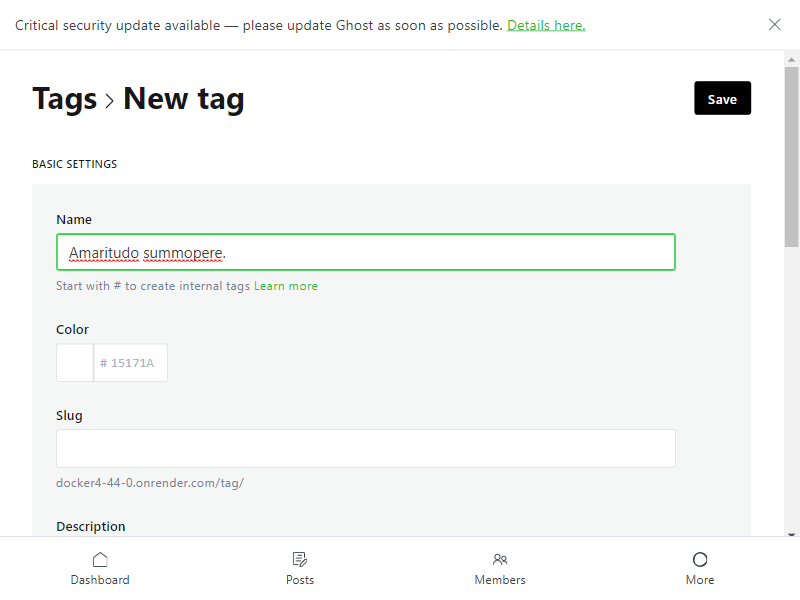 Critical security update available — please update Ghost as soon as possible. Details here.
Tags > New tag
Save
BASIC SETTINGS
Name
Amaritudo summopere.
Start with # to create internal tags Learn more
Color
# 15171A
Slug
docker4-44-0.onrender.com/tag/
Description
Dashboard
Posts
Members
More